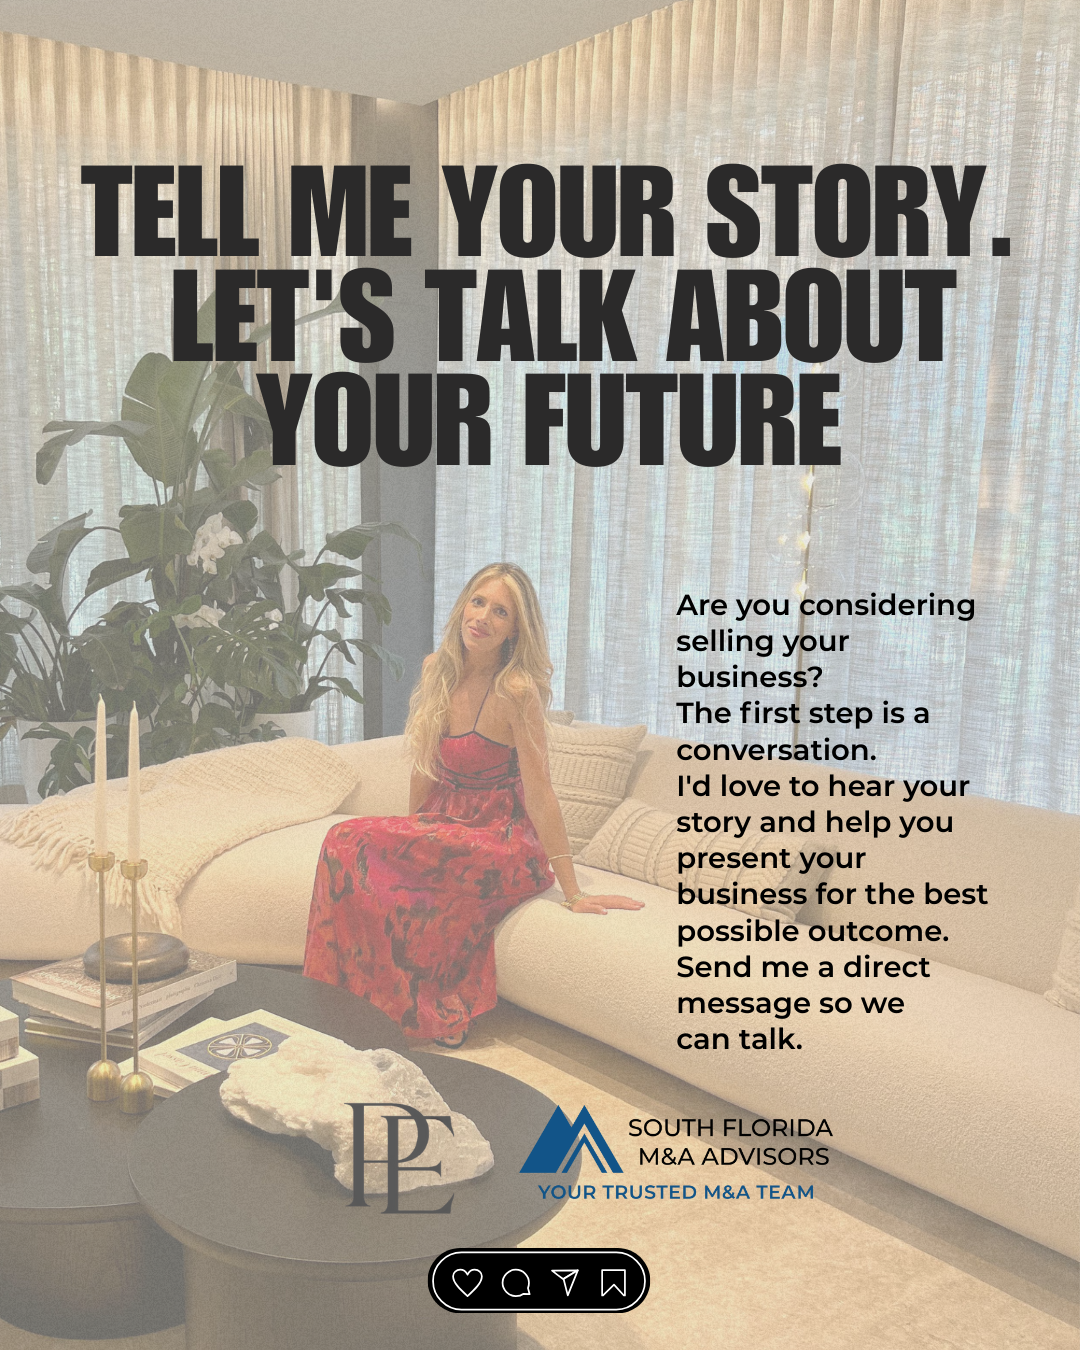 TELL ME YOUR STORY.
LET'S TALK ABOUT
YOUR FUTURE
Are you considering
selling your
business?
The first step is a
conversation.
I'd love to hear your
story and help you
present your
business for the best
possible outcome.
Send me a direct
message so we
can talk.
PE
SOUTH FLORIDA
M&A ADVISORS
YOUR TRUSTED M&A TEAM